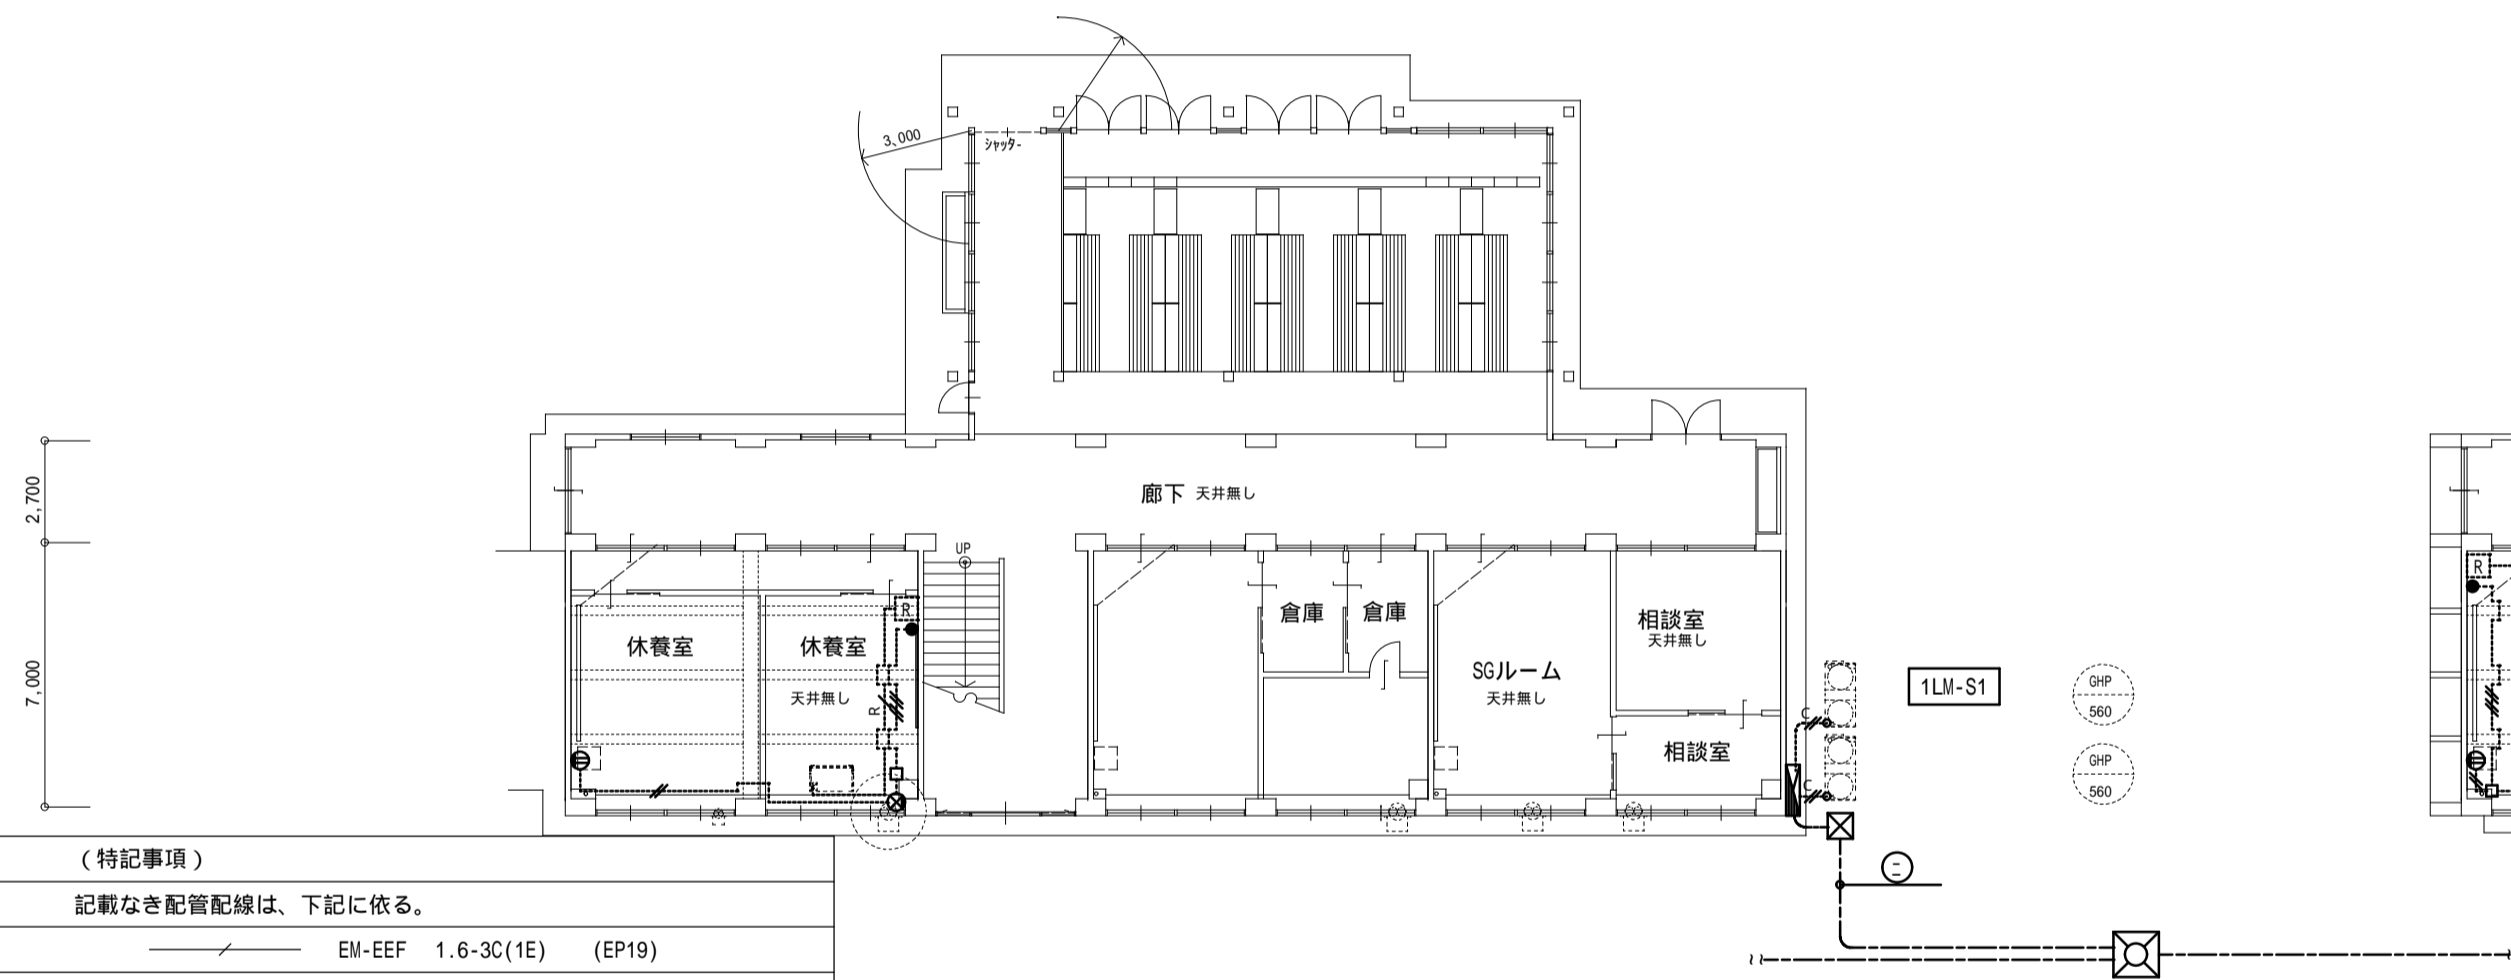 3,000
シャッター
2,700
廊下 天井無し
UP
R
R
休養室
休養室
倉庫
倉庫
相談室
天井無し
7,000
SGルーム
天井無し
天井無し
R
1LM-S1
GHP
560
C
相談室
GHP
560
C
(特記事項)
ニ
記載なき配管配線は、下記に依る。
EM-EEF 1.6-3C(1E) (EP19)